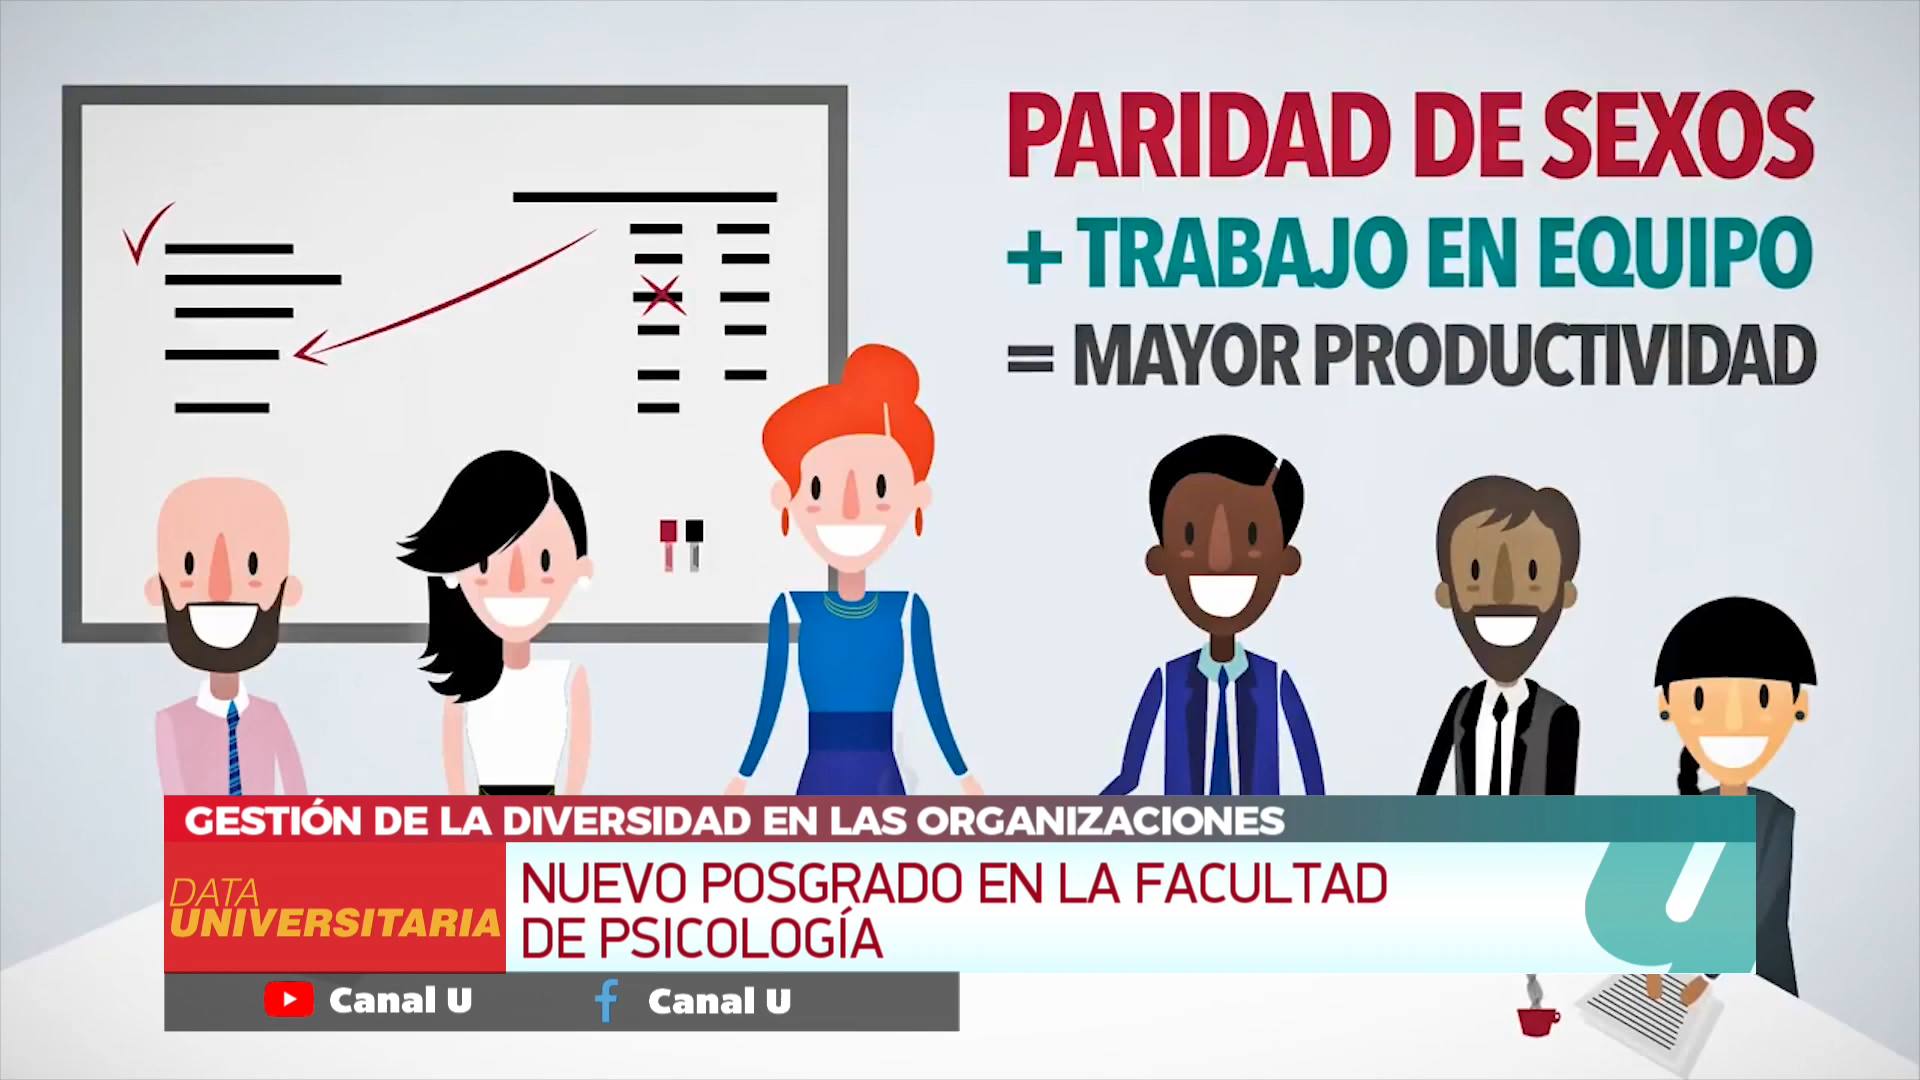 PARIDAD DE SEXOS
+ TRABAJO EN EQUIPO
= MAYOR PRODUCTIVIDAD
GESTIÓN DE LA DIVERSIDAD EN LAS ORGANIZACIONES
DATA
UNIVERSITARIA
NUEVO POSGRADO EN LA FACULTAD
DE PSICOLOGÍA
U
Canal U
Canal U